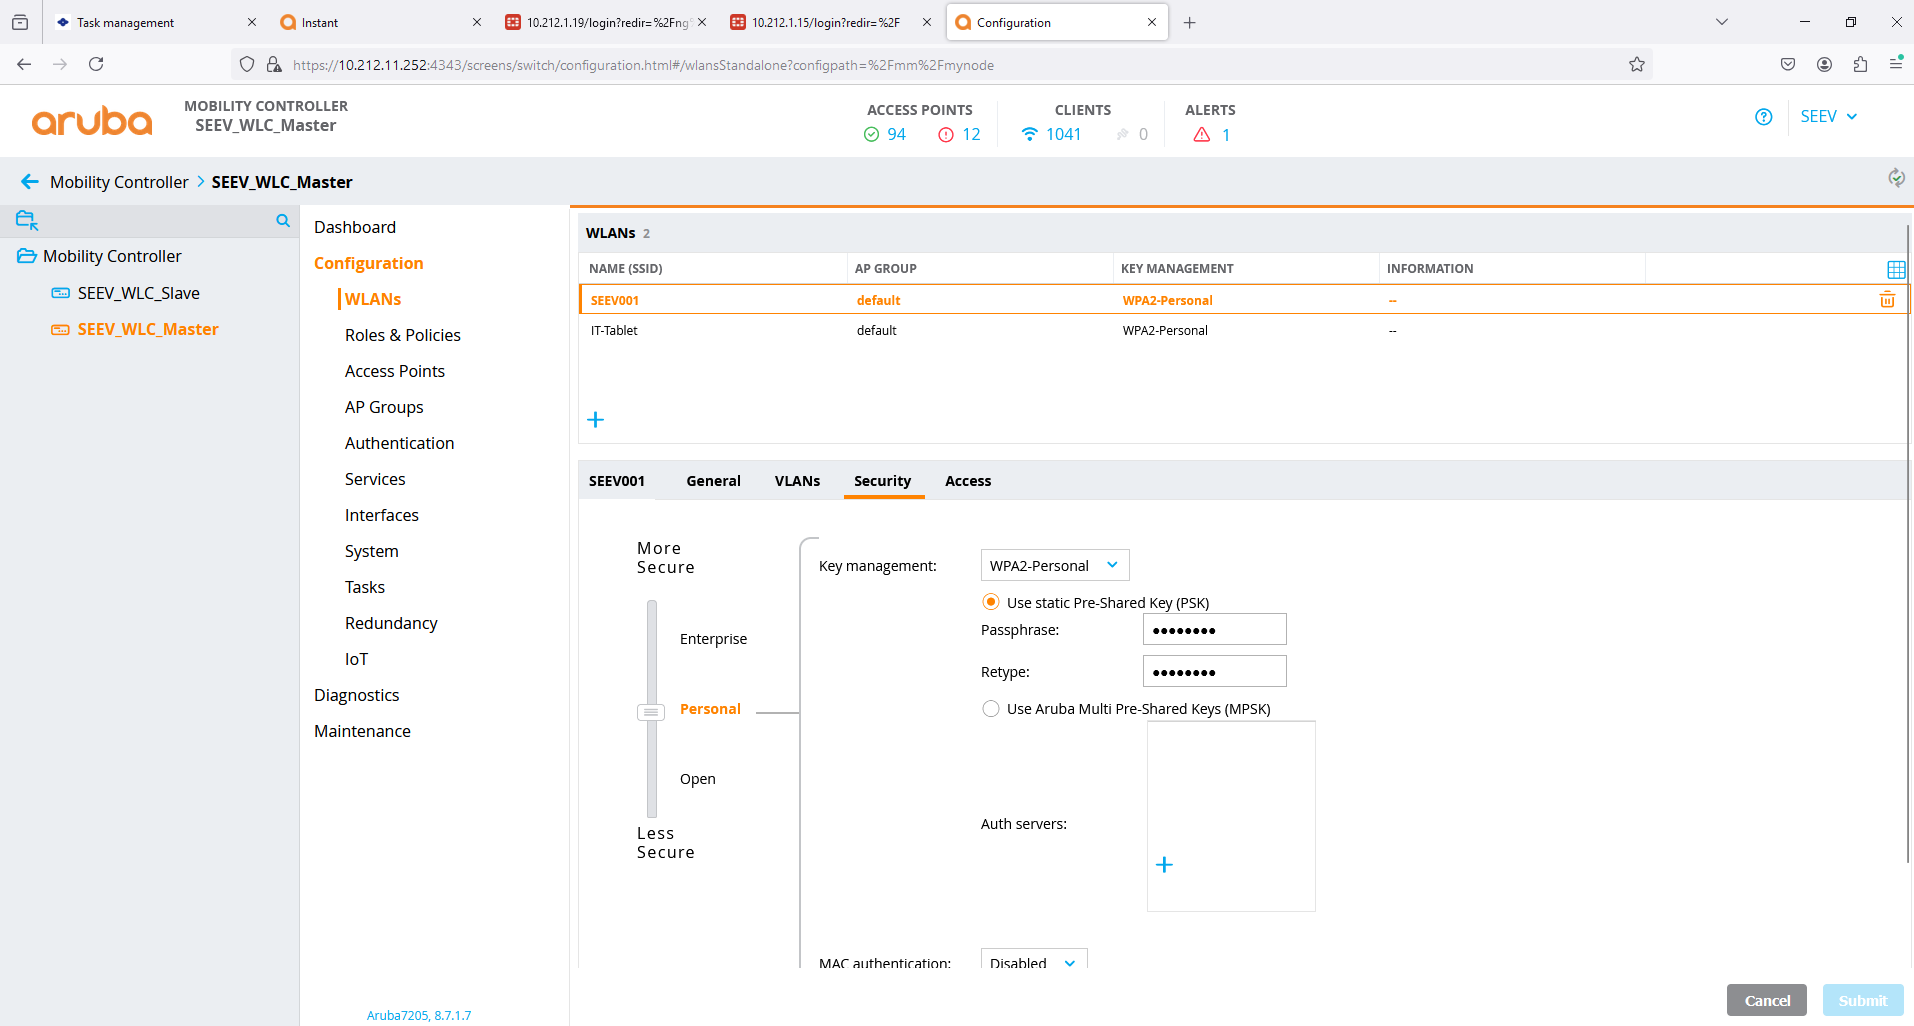 Task management
Instant
10.212.1.19/login?redir=%2Fng
10.212.1.15/login?redir=%2F
Configuration
https://10.212.11.252:4343/screens/switch/configuration.html#/wlansStandalone?configpath=%2Fmm%2Fmynode
aruba
MOBILITY CONTROLLER
SEEV_WLC_Master
ACCESS POINTS
94
12
CLIENTS
1041
0
ALERTS
1
SEEV
Mobility Controller > SEEV_WLC_Master
Mobility Controller
SEEV_WLC_Slave
SEEV_WLC_Master
Dashboard
Configuration
WLANs
Roles & Policies
Access Points
AP Groups
Authentication
Services
Interfaces
System
Tasks
Redundancy
IoT
Diagnostics
Maintenance
Aruba7205, 8.7.1.7
WLANs 2
NAME (SSID) AP GROUP KEY MANAGEMENT INFORMATION
SEEV001 default WPA2-Personal --
IT-Tablet default WPA2-Personal --
SEEV001 General VLANs Security Access
More
Secure
Enterprise
Personal
Open
Less
Secure
Key management: WPA2-Personal
Use static Pre-Shared Key (PSK)
Passphrase: ••••••••
Retype: ••••••••
Use Aruba Multi Pre-Shared Keys (MPSK)
Auth servers:
MAC authentication: Disabled
Cancel Submit